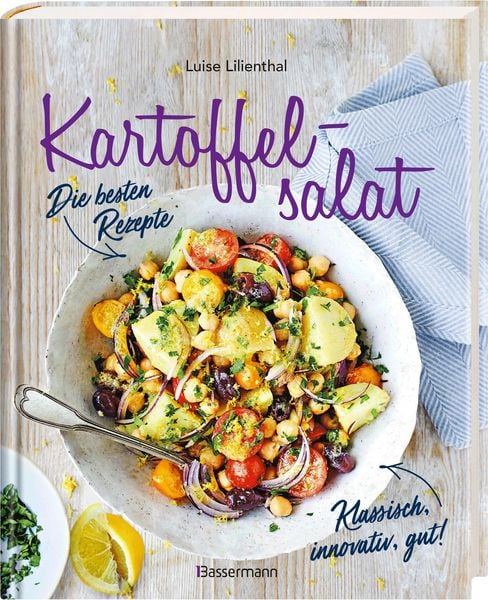 Luise Lilienthal
Kartoffel-
salat
Die besten
Rezepte
Klassisch,
innovativ, gut!
Bassermann